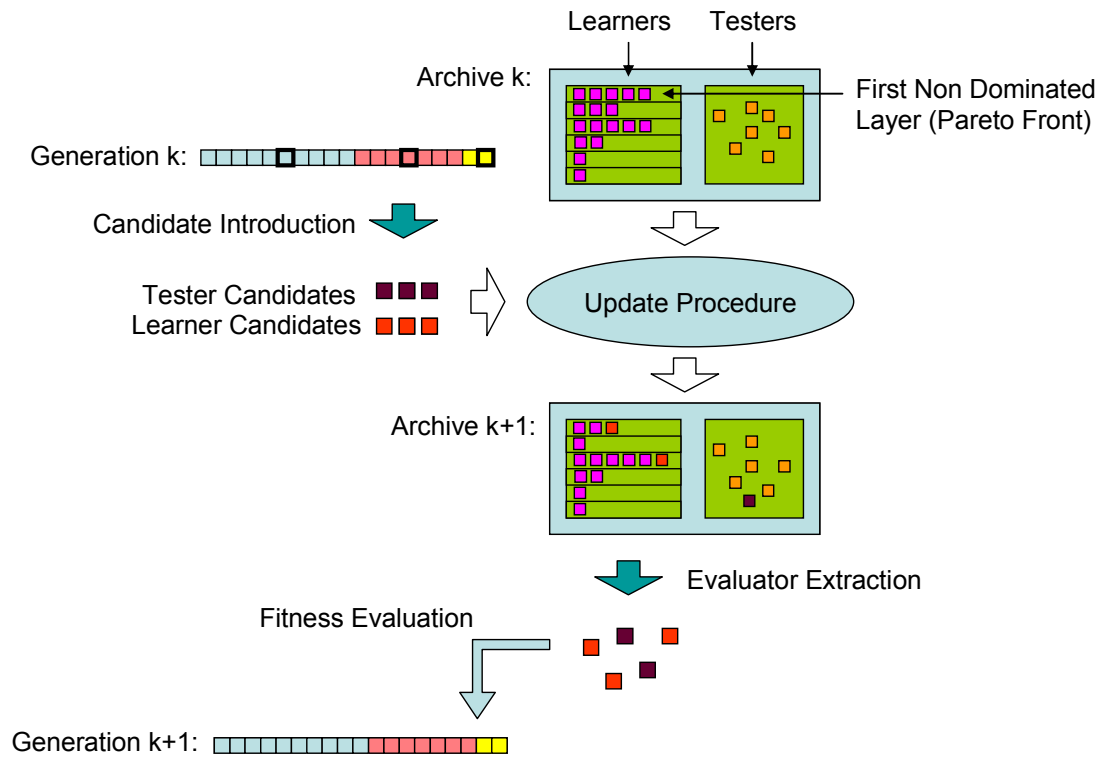 Learners
Testers
Archive k:
First Non Dominated
Layer (Pareto Front)
Generation k:
Candidate Introduction
Tester Candidates
Learner Candidates
Update Procedure
Archive k+1:
Evaluator Extraction
Fitness Evaluation
Generation k+1: